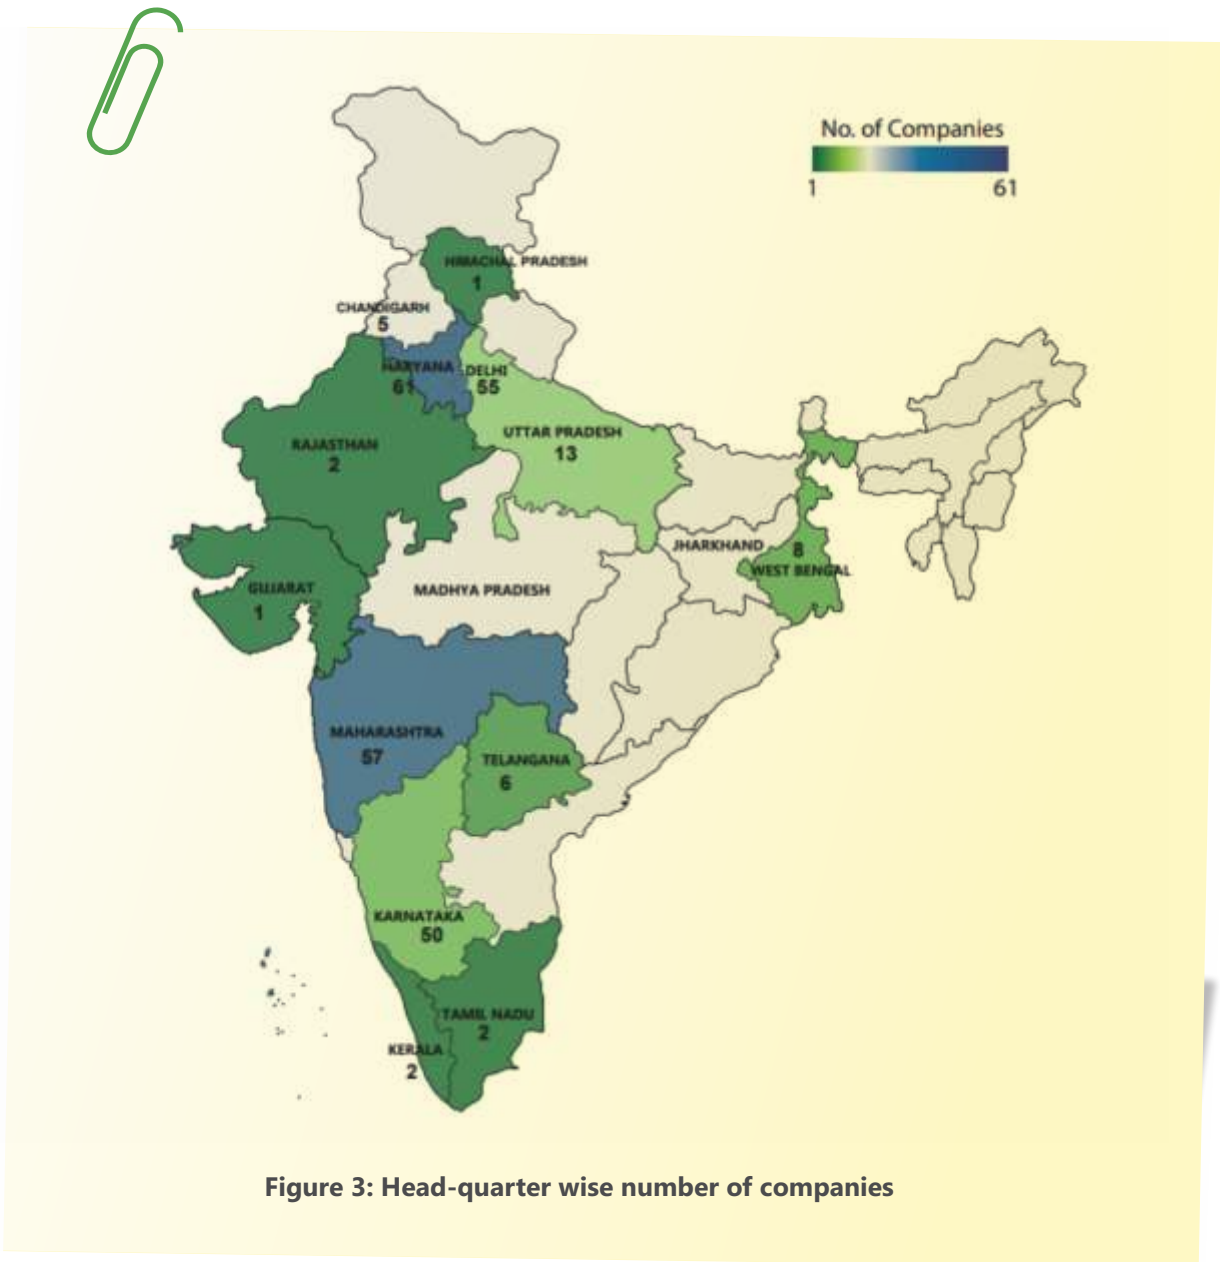 No. of Companies
1 61
HIMACHAL PRADESH
1
CHANDIGARH
5
HARYANA
61
DELHI
55
RAJASTHAN
2
UTTAR PRADESH
13
JHARKHAND
8
WEST BENGAL
GUJARAT
1
MADHYA PRADESH
MAHARASHTRA
57
TELANGANA
6
KARNATAKA
50
TAMIL NADU
2
KERALA
2
Figure 3: Head-quarter wise number of companies